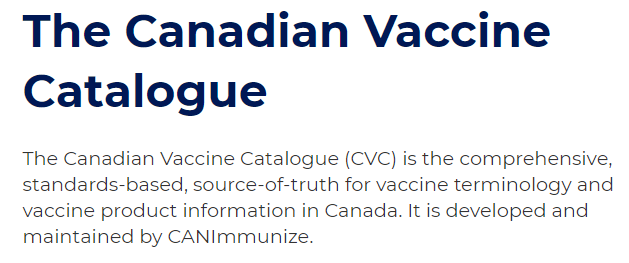 The Canadian Vaccine
Catalogue
The Canadian Vaccine Catalogue (CVC) is the comprehensive,
standards-based, source-of-truth for vaccine terminology and
vaccine product information in Canada. It is developed and
maintained by CANImmunize.